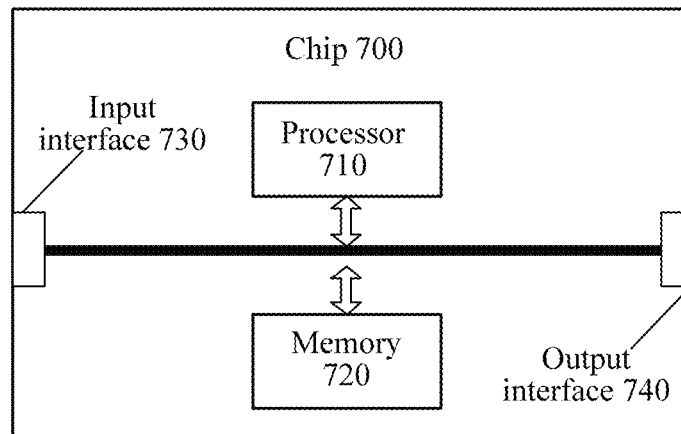 Chip 700
Input
interface 730
Processor
710
Memory
720
Output
interface 740